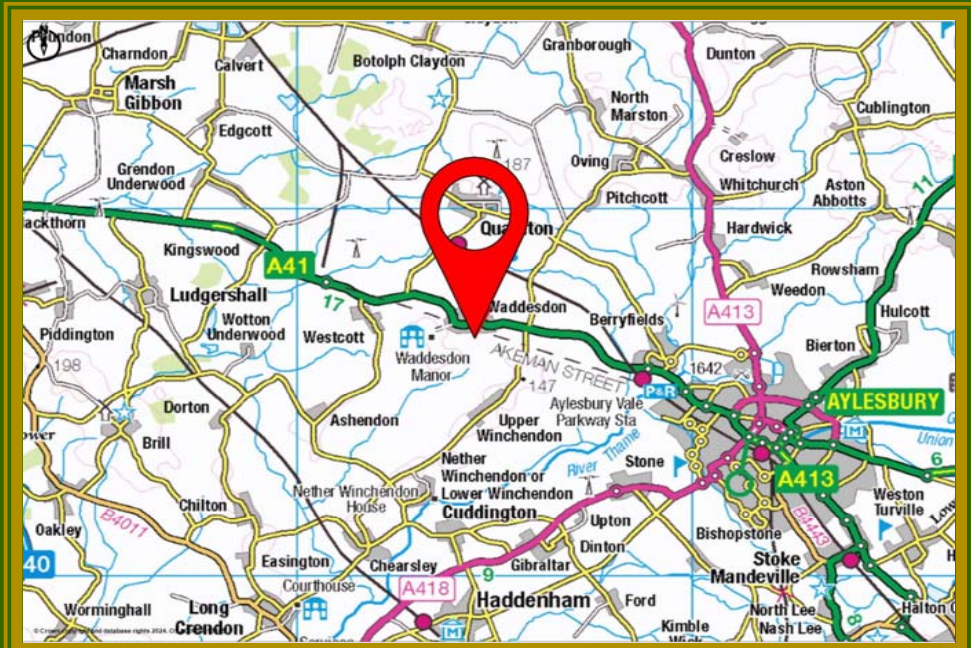 Charndon
Calvert
Botolph Claydon
Granborough
Dunton
Marsh
Gibbon
122
North
Marston
Cublington
Edgcott
Grendon
Underwood
187
Oving
Creslow
Whitchurch
Aston
Abbotts
11
Pitchcott
Kingswood
Hardwick
A41
17
Ludgershall
Rowsham
Weedon
Waddesdon
Berryfields
A413
Hulcott
Piddington
Wotton
Underwood
Westcott
198
Waddesdon
Manor
AKEMAN STREET
147
1642
Bierton
P&R
Aylesbury Vale
Parkway Sta
AYLESBURY
M
Dorton
Ashendon
Upper
Winchendon
Brill
River Thame
Stone
Union
6
Nether
Winchendon or
Lower Winchendon
A413
Nether Winchendon
House
Cuddington
Weston
Turville
Chilton
B4011
Oakley
Upton
Bishopstone
B4443
Dinton
Easington
Chearsley
9
Gibraltar
Stoke
Mandeville
40
Courthouse
A418
Haddenham
Ford
North Lee
Nash Lee
Halton
Worminghall
Long
Crendon
M
Kimble
8